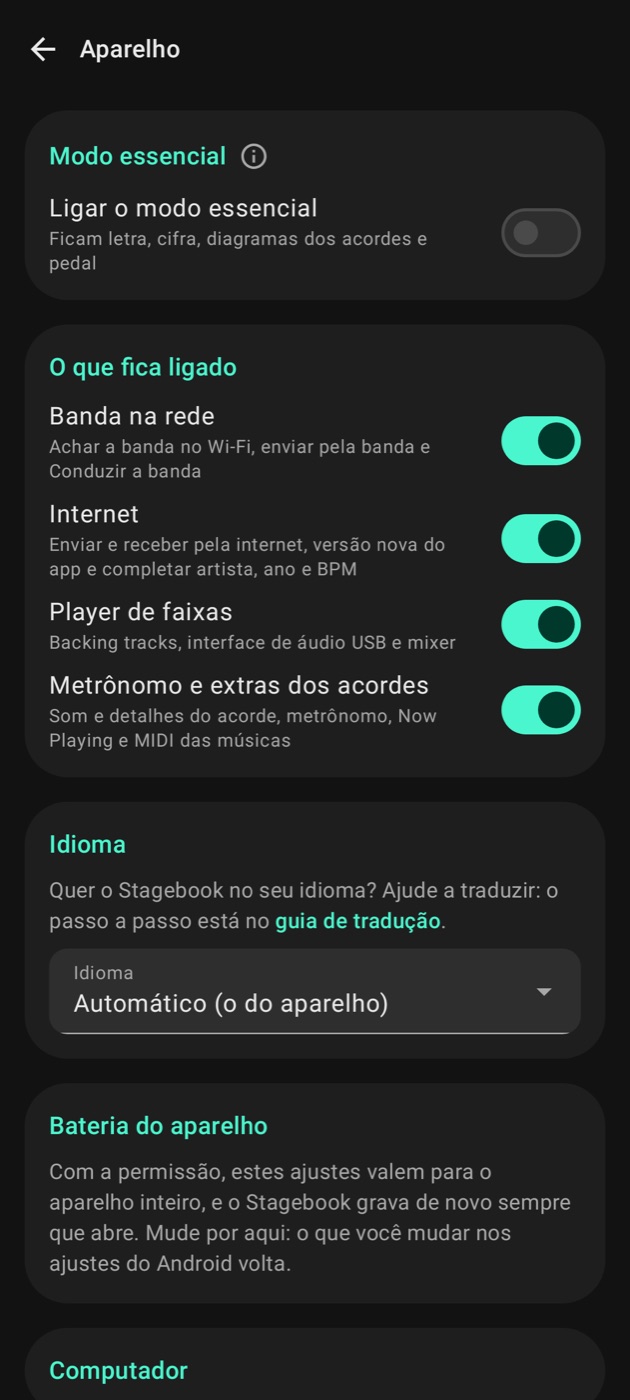 Aparelho
Modo essencial
Ligar o modo essencial
Ficam letra, cifra, diagramas dos acordes e
pedal
O que fica ligado
Banda na rede
Achar a banda no Wi-Fi, enviar pela banda e
Conduzir a banda
Internet
Enviar e receber pela internet, versão nova do
app e completar artista, ano e BPM
Player de faixas
Backing tracks, interface de áudio USB e mixer
Metrônomo e extras dos acordes
Som e detalhes do acorde, metrônomo, Now
Playing e MIDI das músicas
Idioma
Quer o Stagebook no seu idioma? Ajude a traduzir: o
passo a passo está no guia de tradução.
Idioma
Automático (o do aparelho)
Bateria do aparelho
Com a permissão, estes ajustes valem para o
aparelho inteiro, e o Stagebook grava de novo sempre
que abre. Mude por aqui: o que você mudar nos
ajustes do Android volta.
Computador